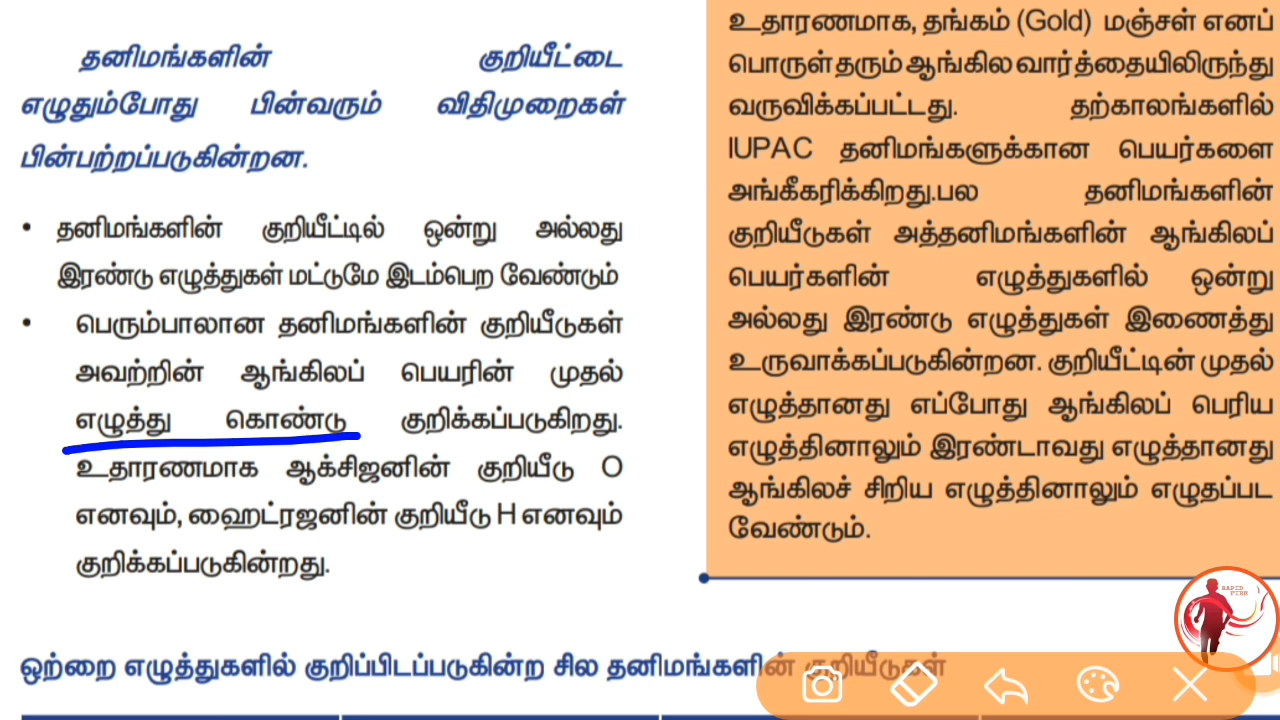 தனிமங்களின் குறியீட்டை
எழுதும்போது பின்வரும் விதிமுறைகள்
பின்பற்றப்படுகின்றன.
• தனிமங்களின் குறியீட்டில் ஒன்று அல்லது
இரண்டு எழுத்துகள் மட்டுமே இடம்பெற வேண்டும்
• பெரும்பாலான தனிமங்களின் குறியீடுகள்
அவற்றின் ஆங்கிலப் பெயரின் முதல்
எழுத்து கொண்டு குறிக்கப்படுகிறது.
உதாரணமாக ஆக்சிஜனின் குறியீடு O
எனவும், ஹைட்ரஜனின் குறியீடு H எனவும்
குறிக்கப்படுகின்றது.
உதாரணமாக, தங்கம் (Gold) மஞ்சள் எனப்
பொருள்தரும் ஆங்கில வார்த்தையிலிருந்து
வருவிக்கப்பட்டது. தற்காலங்களில்
IUPAC தனிமங்களுக்கான பெயர்களை
அங்கீகரிக்கிறது.பல தனிமங்களின்
குறியீடுகள் அத்தனிமங்களின் ஆங்கிலப்
பெயர்களின் எழுத்துகளில் ஒன்று
அல்லது இரண்டு எழுத்துகள் இணைத்து
உருவாக்கப்படுகின்றன. குறியீட்டின் முதல்
எழுத்தானது எப்போது ஆங்கிலப் பெரிய
எழுத்தினாலும் இரண்டாவது எழுத்தானது
ஆங்கிலச் சிறிய எழுத்தினாலும் எழுதப்பட
வேண்டும்.
RAPID
ஒற்றை எழுத்துகளில் குறிப்பிடப்படுகின்ற சில தனிமங்களின் குறியீடுகள்